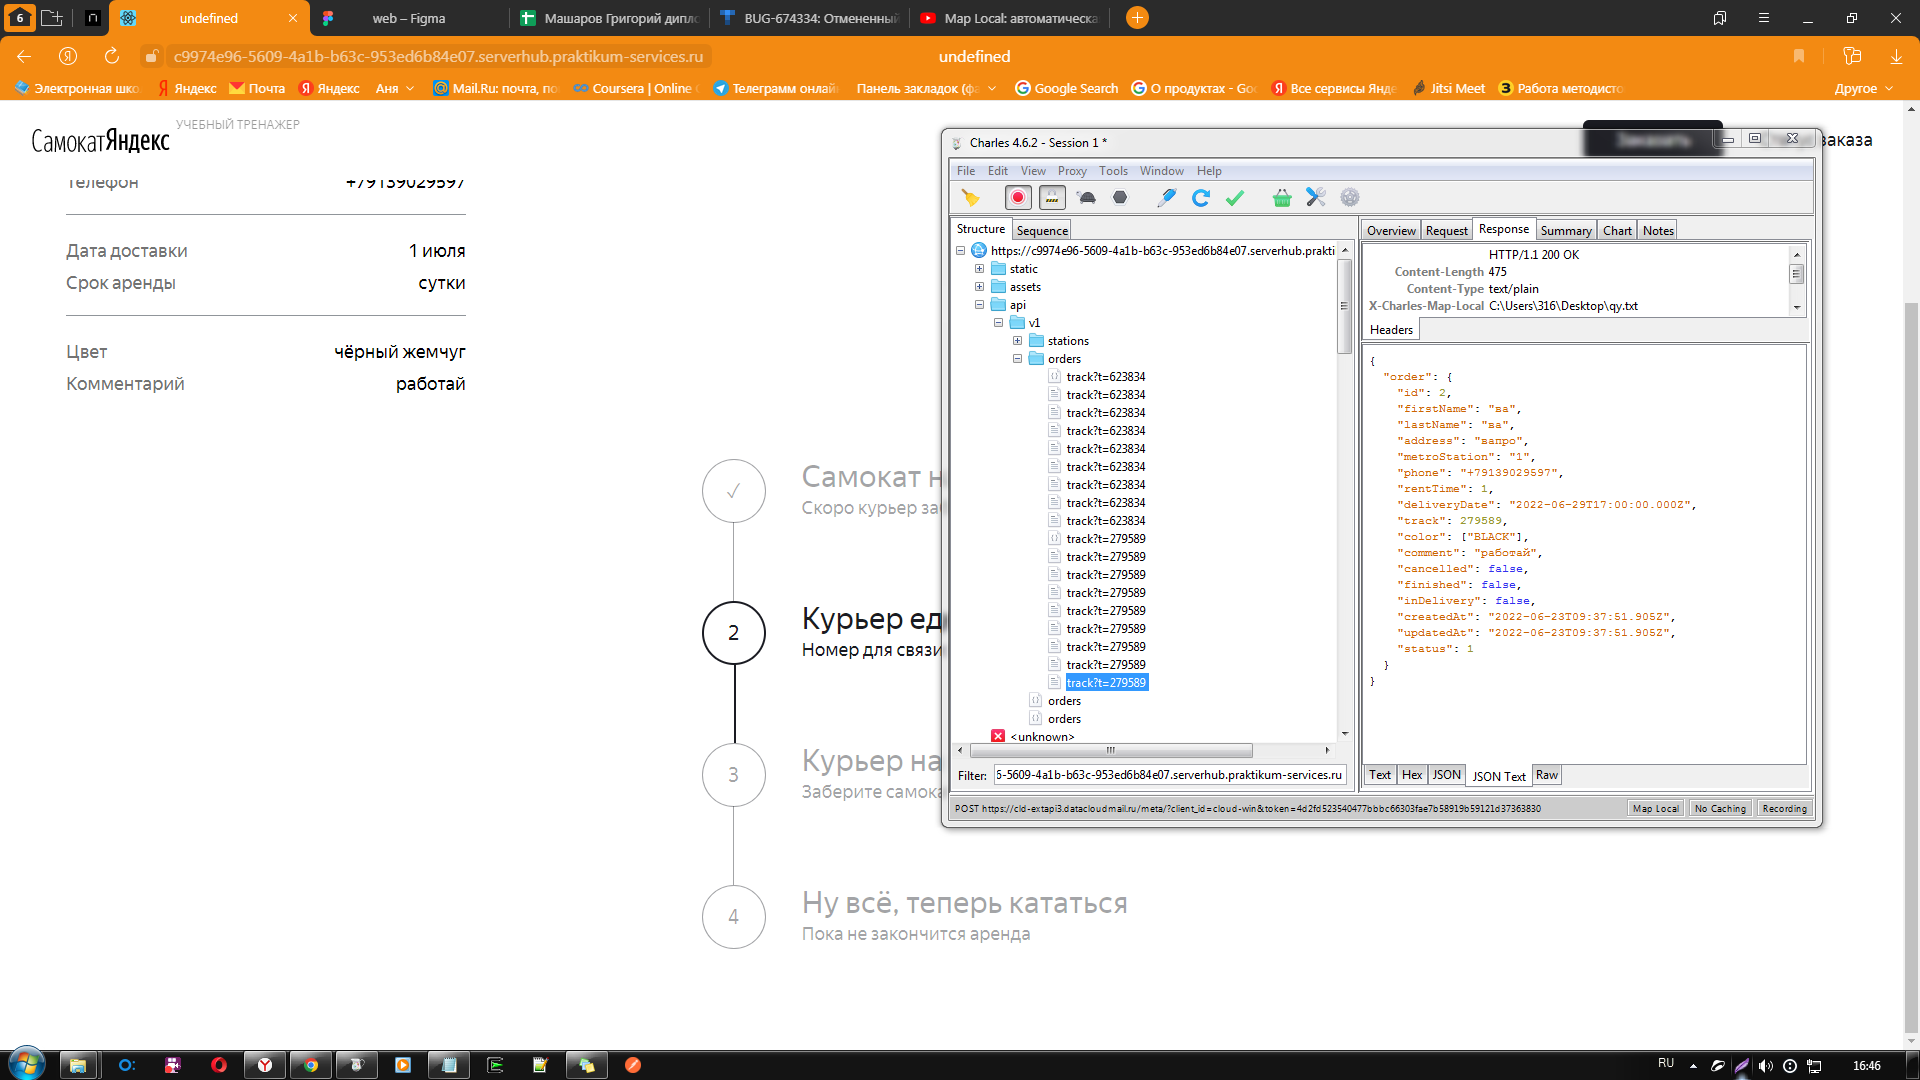 6
undefined
web – Figma
Машаров Григорий дипло
BUG-674334: Отмененный
Map Local: автоматическа
c9974e96-5609-4a1b-b63c-953ed6b84e07.serverhub.praktikum-services.ru
undefined
Электронная шко
Яндекс
Почта
Яндекс
Аня
Mail.Ru: почта, по
Coursera | Online
Телеграмм онлай
Панель закладок (ф
Google Search
О продуктах - Goo
Все сервисы Янде
Jitsi Meet
Работа методисто
Другое
СамокатЯндекс
УЧЕБНЫЙ ТРЕНАЖЕР
Заказать
заказа
Телефон +79139029597
Дата доставки 1 июля
Срок аренды сутки
Цвет чёрный жемчуг
Комментарий работай
Самокат н
Скоро курьер за
2
Курьер ед
Номер для связи
3
Курьер на
Заберите самока
4
Ну всё, теперь кататься
Пока не закончится аренда
Charles 4.6.2 - Session 1 *
File Edit View Proxy Tools Window Help
Structure Sequence
https://c9974e96-5609-4a1b-b63c-953ed6b84e07.serverhub.prakti
static
assets
api
v1
stations
orders
track?t=623834
track?t=623834
track?t=623834
track?t=623834
track?t=623834
track?t=623834
track?t=623834
track?t=623834
track?t=623834
track?t=279589
track?t=279589
track?t=279589
track?t=279589
track?t=279589
track?t=279589
track?t=279589
track?t=279589
track?t=279589
orders
orders
<unknown>
Filter: 6-5609-4a1b-b63c-953ed6b84e07.serverhub.praktikum-services.ru
Overview Request Response Summary Chart Notes
HTTP/1.1 200 OK
Content-Length 475
Content-Type text/plain
X-Charles-Map-Local C:\Users\316\Desktop\qy.txt
Headers
{
"order": {
"id": 2,
"firstName": "ва",
"lastName": "ва",
"address": "вапро",
"metroStation": "1",
"phone": "+79139029597",
"rentTime": 1,
"deliveryDate": "2022-06-29T17:00:00.000Z",
"track": 279589,
"color": ["BLACK"],
"comment": "работай",
"cancelled": false,
"finished": false,
"inDelivery": false,
"createdAt": "2022-06-23T09:37:51.905Z",
"updatedAt": "2022-06-23T09:37:51.905Z",
"status": 1
}
}
Text Hex JSON JSON Text Raw
POST https://cld-extapi3.datacloudmail.ru/meta/?client_id=cloud-win&token=4d2fd523540477bbbc66303fae7b58919b59121d37363830
Map Local No Caching Recording
RU
16:46